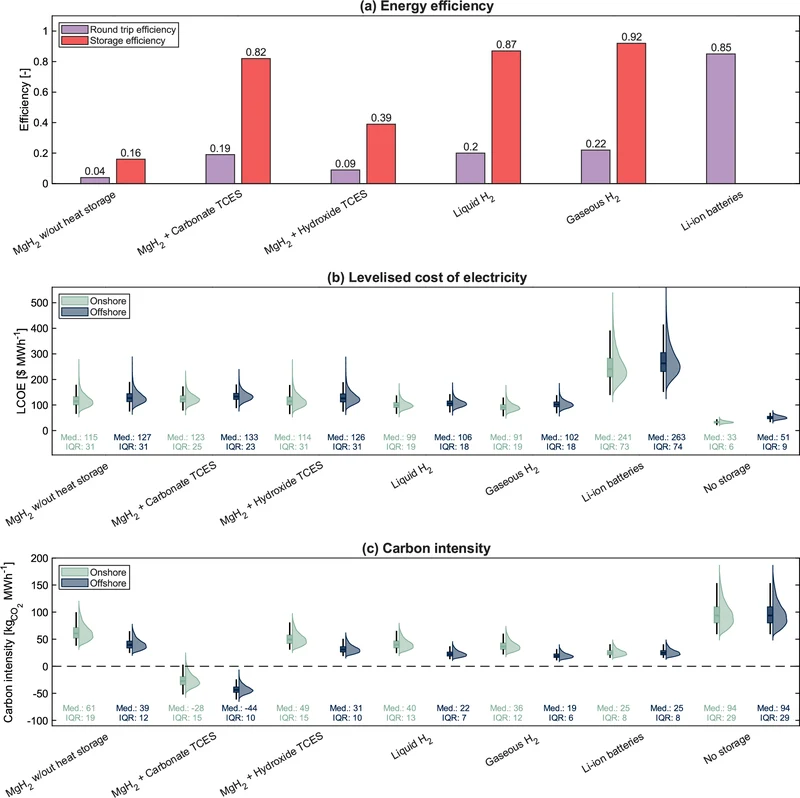 (a) Energy efficiency
Round trip efficiency
Storage efficiency
Efficiency [-]
1
0.8
0.6
0.4
0.2
0
0.04
0.16
0.19
0.82
0.09
0.39
0.2
0.87
0.22
0.92
0.85
MgH2 w/out heat storage
MgH2 + Carbonate TCES
MgH2 + Hydroxide TCES
Liquid H2
Gaseous H2
Li-ion batteries
(b) Levelised cost of electricity
Onshore
Offshore
LCOE [$ MWh-1]
500
400
300
200
100
0
Med.: 115 Med.: 127 Med.: 123 Med.: 133 Med.: 114 Med.: 126 Med.: 99 Med.: 106 Med.: 91 Med.: 102 Med.: 241 Med.: 263 Med.: 33 Med.: 51
IQR: 31 IQR: 31 IQR: 25 IQR: 23 IQR: 31 IQR: 31 IQR: 19 IQR: 18 IQR: 19 IQR: 18 IQR: 73 IQR: 74 IQR: 6 IQR: 9
MgH2 w/out heat storage
MgH2 + Carbonate TCES
MgH2 + Hydroxide TCES
Liquid H2
Gaseous H2
Li-ion batteries
No storage
(c) Carbon intensity
Onshore
Offshore
Carbon intensity [kgCO2 MWh-1]
200
150
100
50
0
-50
-100
Med.: 61 Med.: 39 Med.: -28 Med.: -44 Med.: 49 Med.: 31 Med.: 40 Med.: 22 Med.: 36 Med.: 19 Med.: 25 Med.: 25 Med.: 94 Med.: 94
IQR: 19 IQR: 12 IQR: 15 IQR: 10 IQR: 15 IQR: 10 IQR: 13 IQR: 7 IQR: 12 IQR: 6 IQR: 8 IQR: 8 IQR: 29 IQR: 29
MgH2 w/out heat storage
MgH2 + Carbonate TCES
MgH2 + Hydroxide TCES
Liquid H2
Gaseous H2
Li-ion batteries
No storage